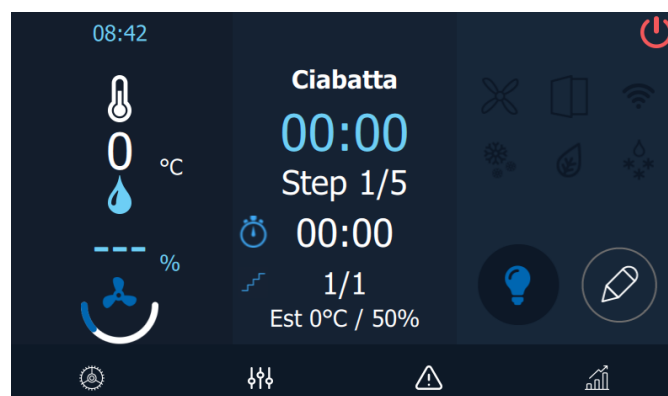 08:42
Ciabatta
00:00
Step 1/5
00:00
1/1
Est 0°C / 50%
0 °C
--- %